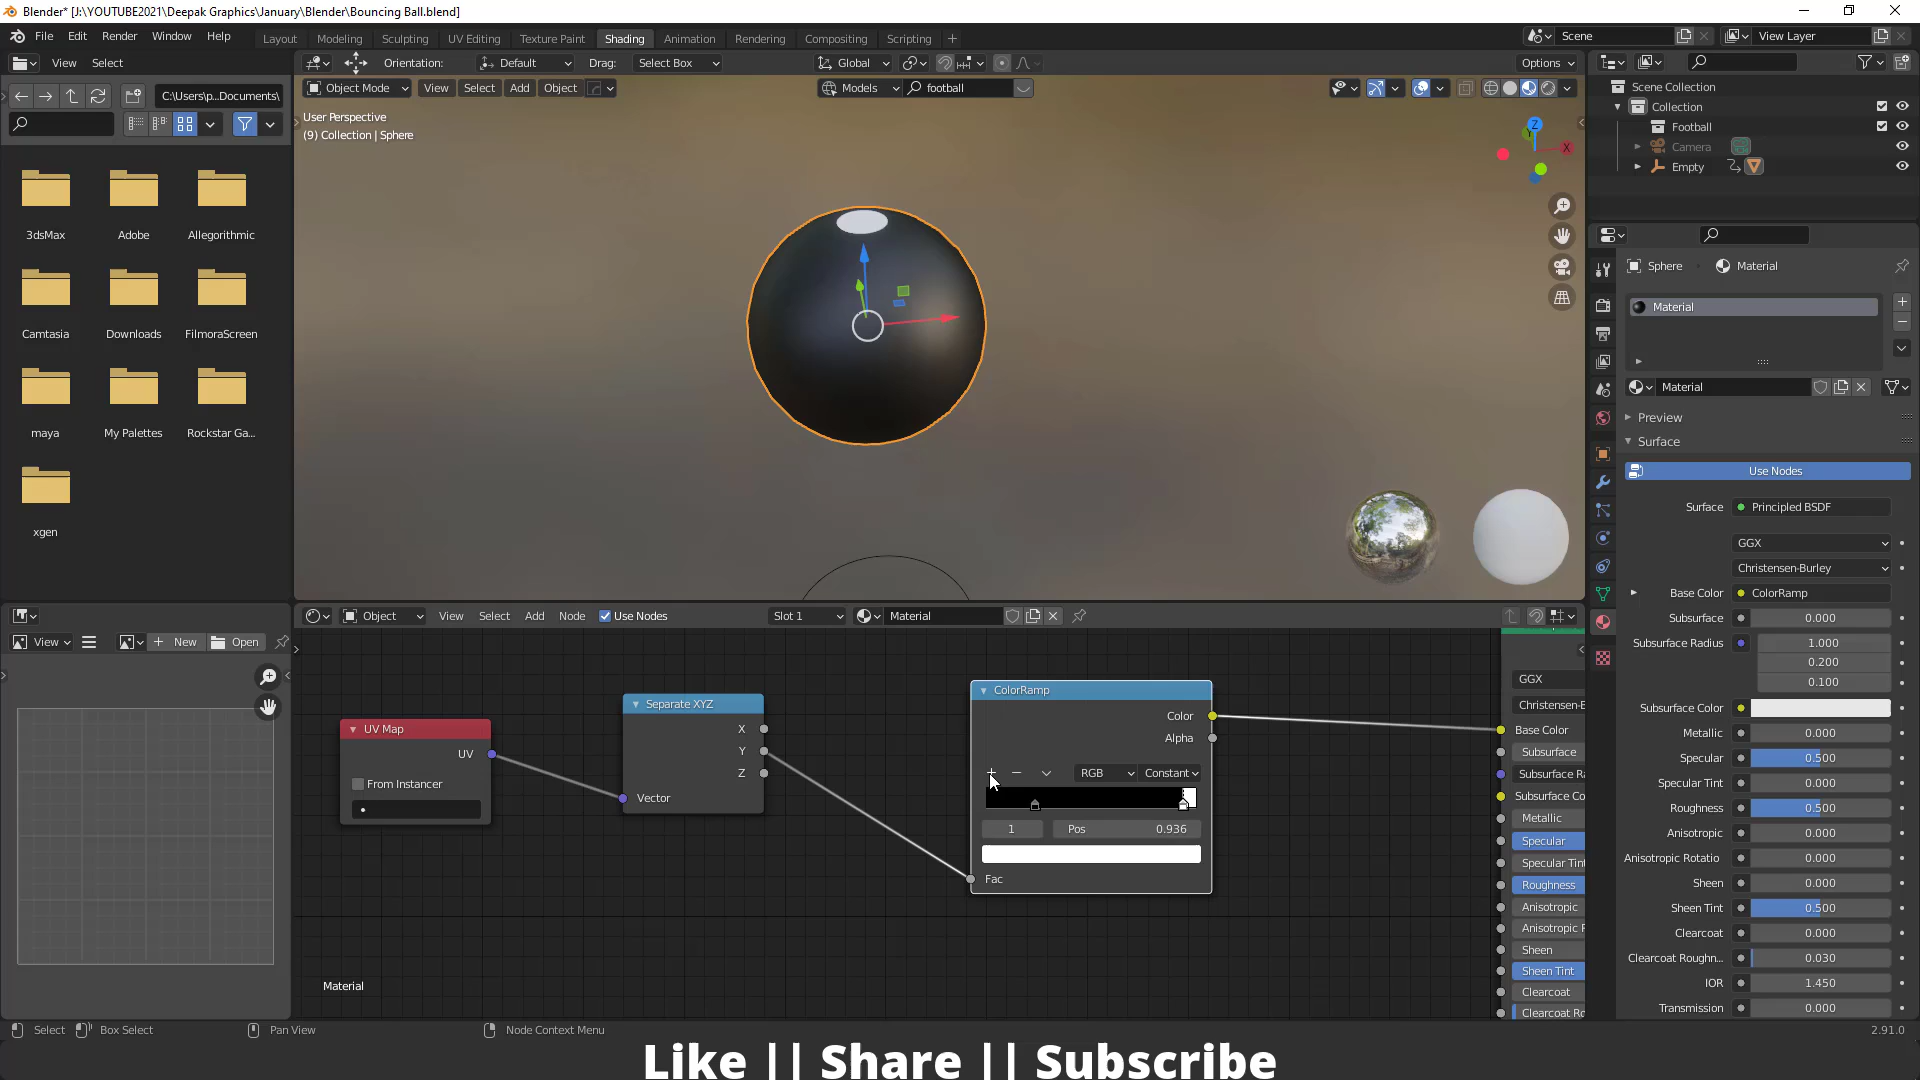 Blender* [J:\YOUTUBE2021\Deepak Graphics\January\Blender\Bouncing Ball.blend]
File Edit Render Window Help
Layout Modeling Sculpting UV Editing Texture Paint Shading Animation Rendering Compositing Scripting +
Scene
View Layer
View Select
Orientation: Default Drag: Select Box
Global
Options
C:\Users\p..Documents\
Object Mode View Select Add Object
Models football
User Perspective
(9) Collection | Sphere
Z
Y
X
Scene Collection
Collection
Football
Camera
Empty
3dsMax Adobe Allegorithmic
Camtasia Downloads FilmoraScreen
maya My Palettes Rockstar Ga...
xgen
Sphere Material
Material
Material
Preview
Surface
Use Nodes
Surface Principled BSDF
GGX
Christensen-Burley
Base Color ColorRamp
Subsurface 0.000
Subsurface Radius 1.000
0.200
0.100
Subsurface Color
Metallic 0.000
Specular 0.500
Specular Tint 0.000
Roughness 0.500
Anisotropic 0.000
Anisotropic Rotatio 0.000
Sheen 0.000
Sheen Tint 0.500
Clearcoat 0.000
Clearcoat Roughn... 0.030
IOR 1.450
Transmission 0.000
View New Open
Object View Select Add Node Use Nodes Slot 1 Material
UV Map
UV
From Instancer
Separate XYZ
X
Y
Z
Vector
ColorRamp
Color
Alpha
RGB Constant
1 Pos 0.936
Fac
GGX
Christensen-E
Base Color
Subsurface
Subsurface Ra
Subsurface Co
Metallic
Specular
Specular Tin
Roughness
Anisotropic
Anisotropic F
Sheen
Sheen Tint
Clearcoat
Clearcoat Ro
Material
Select Box Select Pan View Node Context Menu 2.91.0
Like || Share || Subscribe